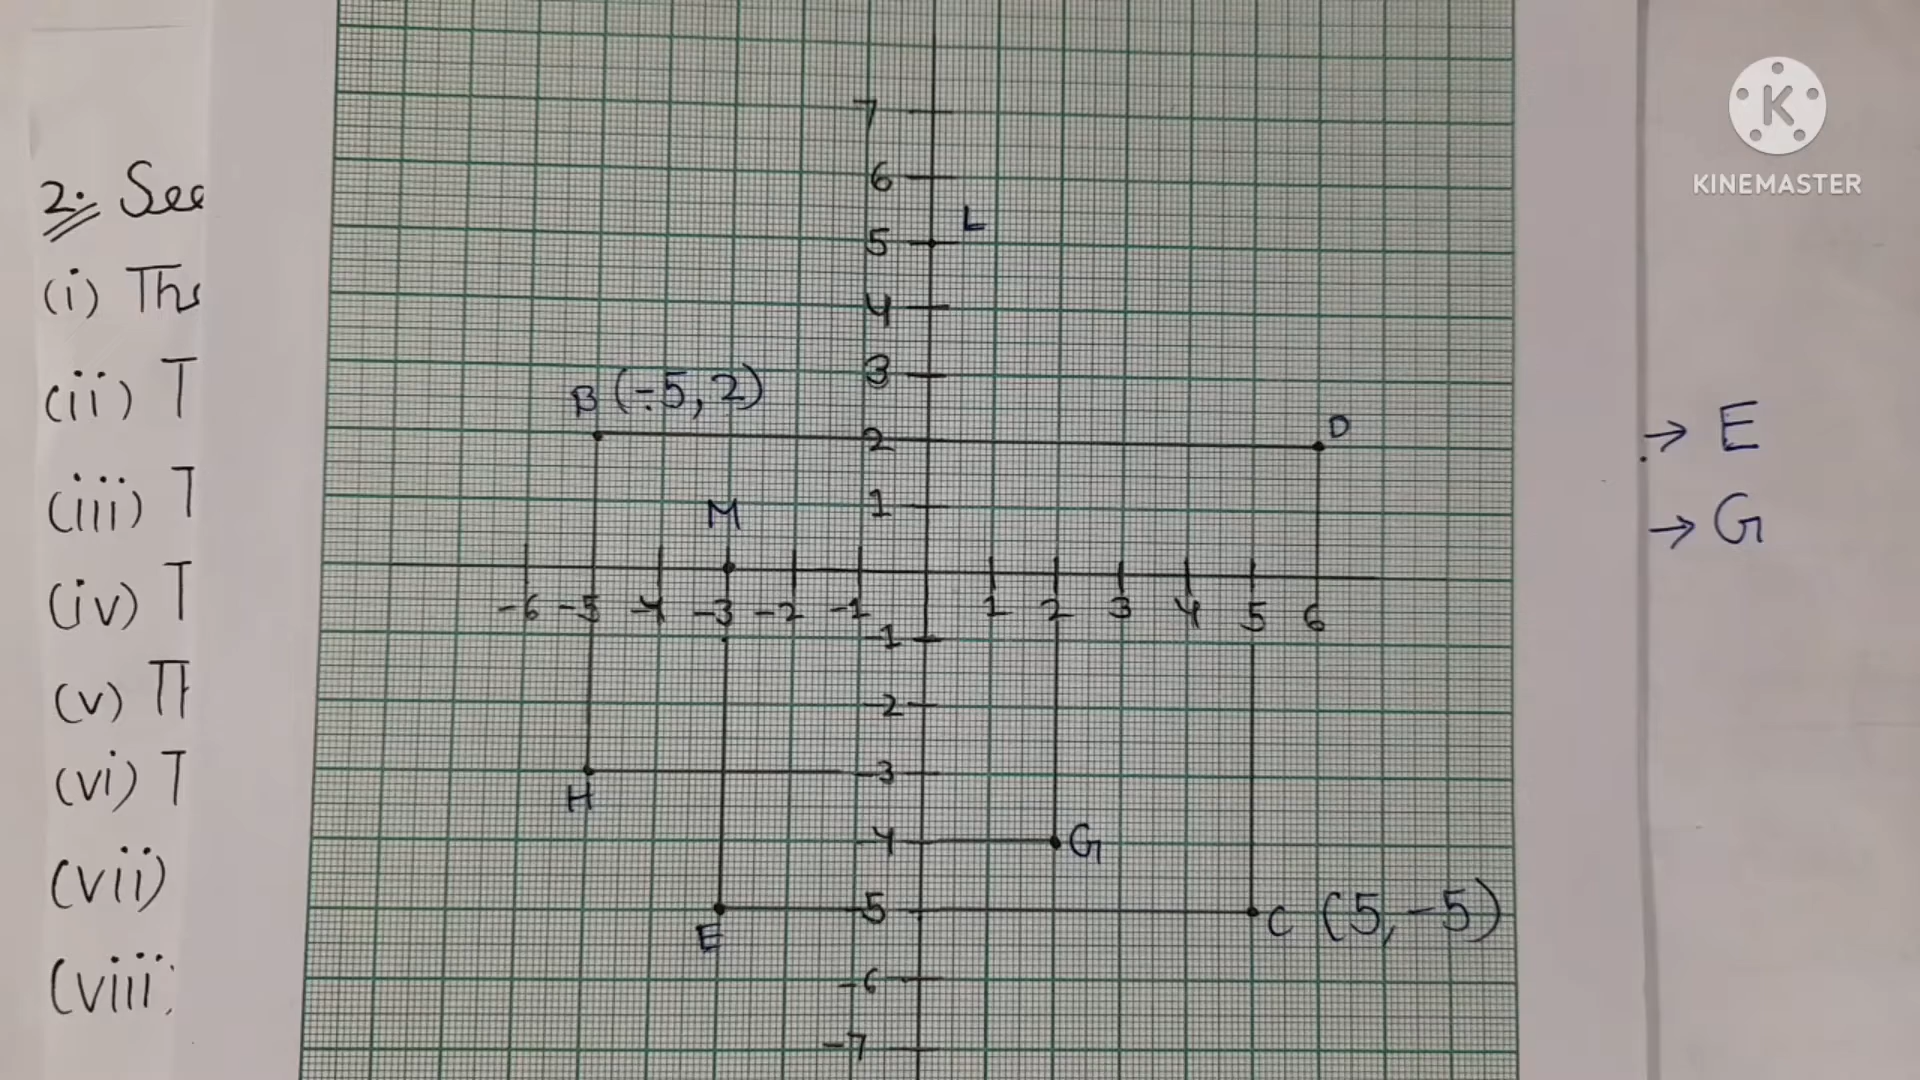 2. See
(i) The
(ii) T
(iii) T
(iv) T
(v) Th
(vi) T
(vii)
(viii)
7
6
L
5
4
3
B (-5, 2)
D
2
M
1
-6 -5 -4 -3 -2 -1 1 2 3 4 5 6
-1
-2
-3
H
-4 G
-5 C (5, -5)
E
-6
-7
→ E
→ G
K
KINEMASTER